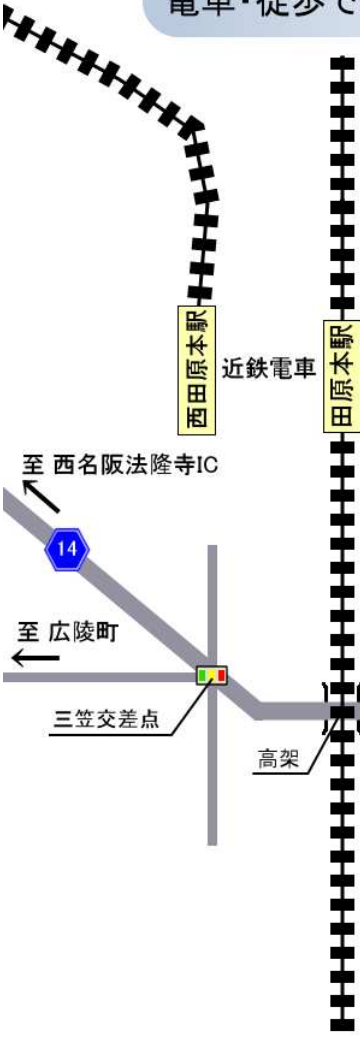 電車･徒歩で
西田原本駅
近鉄電車
田原本駅
至 西名阪法隆寺IC
14
至 広陵町
三笠交差点
高架